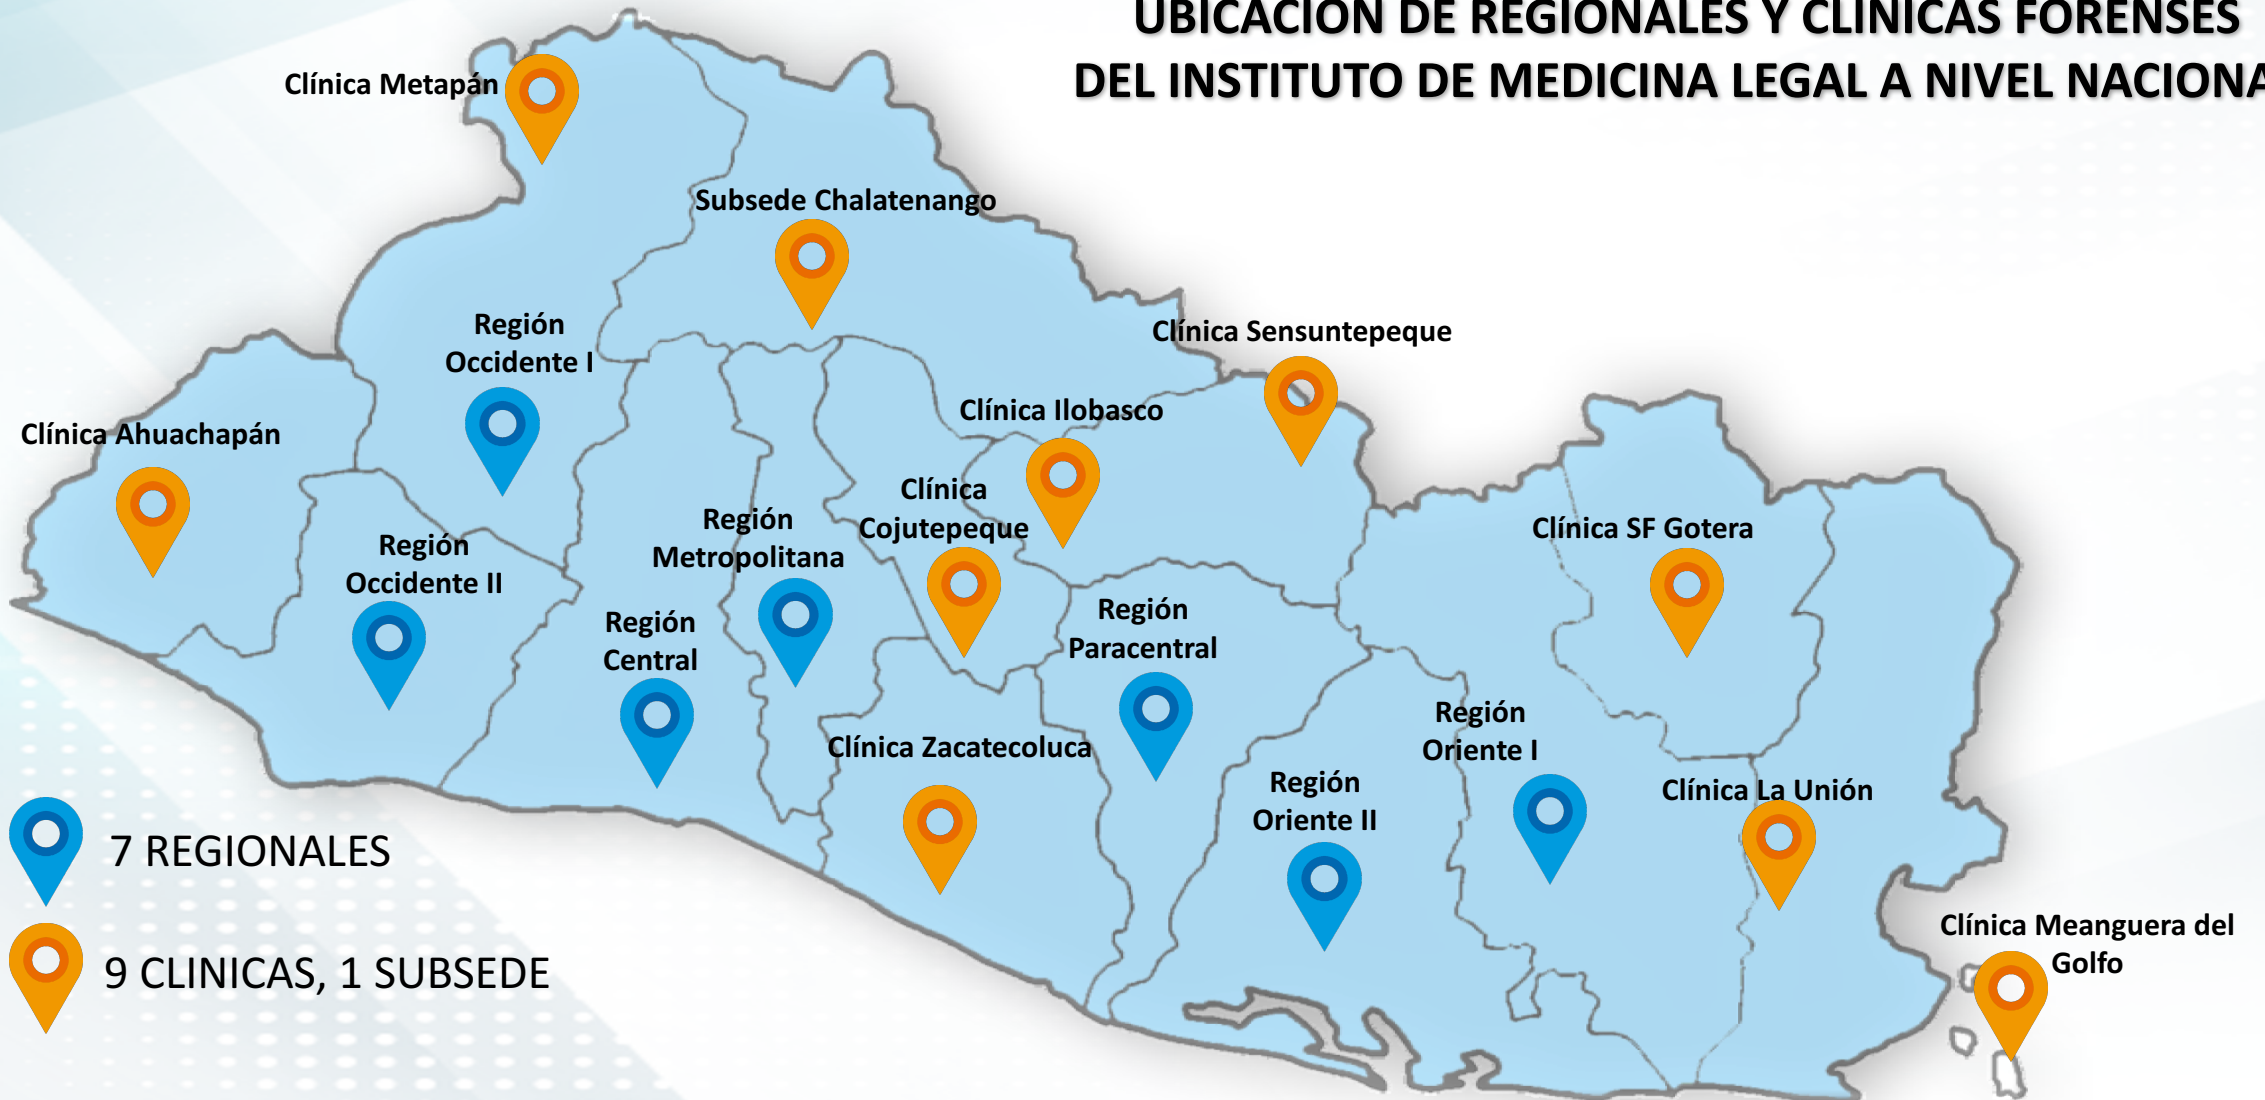 UBICACIÓN DE REGIONALES Y CLÍNICAS FORENSES
DEL INSTITUTO DE MEDICINA LEGAL A NIVEL NACIONA
Clínica Metapán
Subsede Chalatenango
Región
Occidente I
Clínica Sensuntepeque
Clínica Ilobasco
Clínica Ahuachapán
Clínica
Cojutepeque
Región
Metropolitana
Clínica SF Gotera
Región
Occidente II
Región
Central
Región
Paracentral
Región
Oriente I
Clínica Zacatecoluca
Región
Oriente II
Clínica La Unión
7 REGIONALES
Clínica Meanguera del
Golfo
9 CLINICAS, 1 SUBSEDE